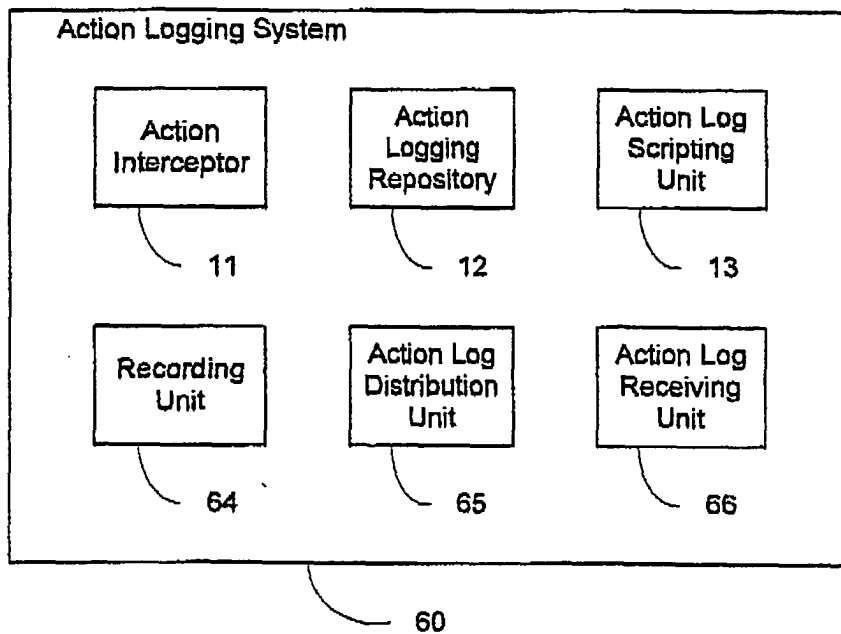 Action Logging System
Action
Interceptor
11
Action
Logging
Repository
12
Action Log
Scripting
Unit
13
Recording
Unit
64
Action Log
Distribution
Unit
65
Action Log
Receiving
Unit
66
60